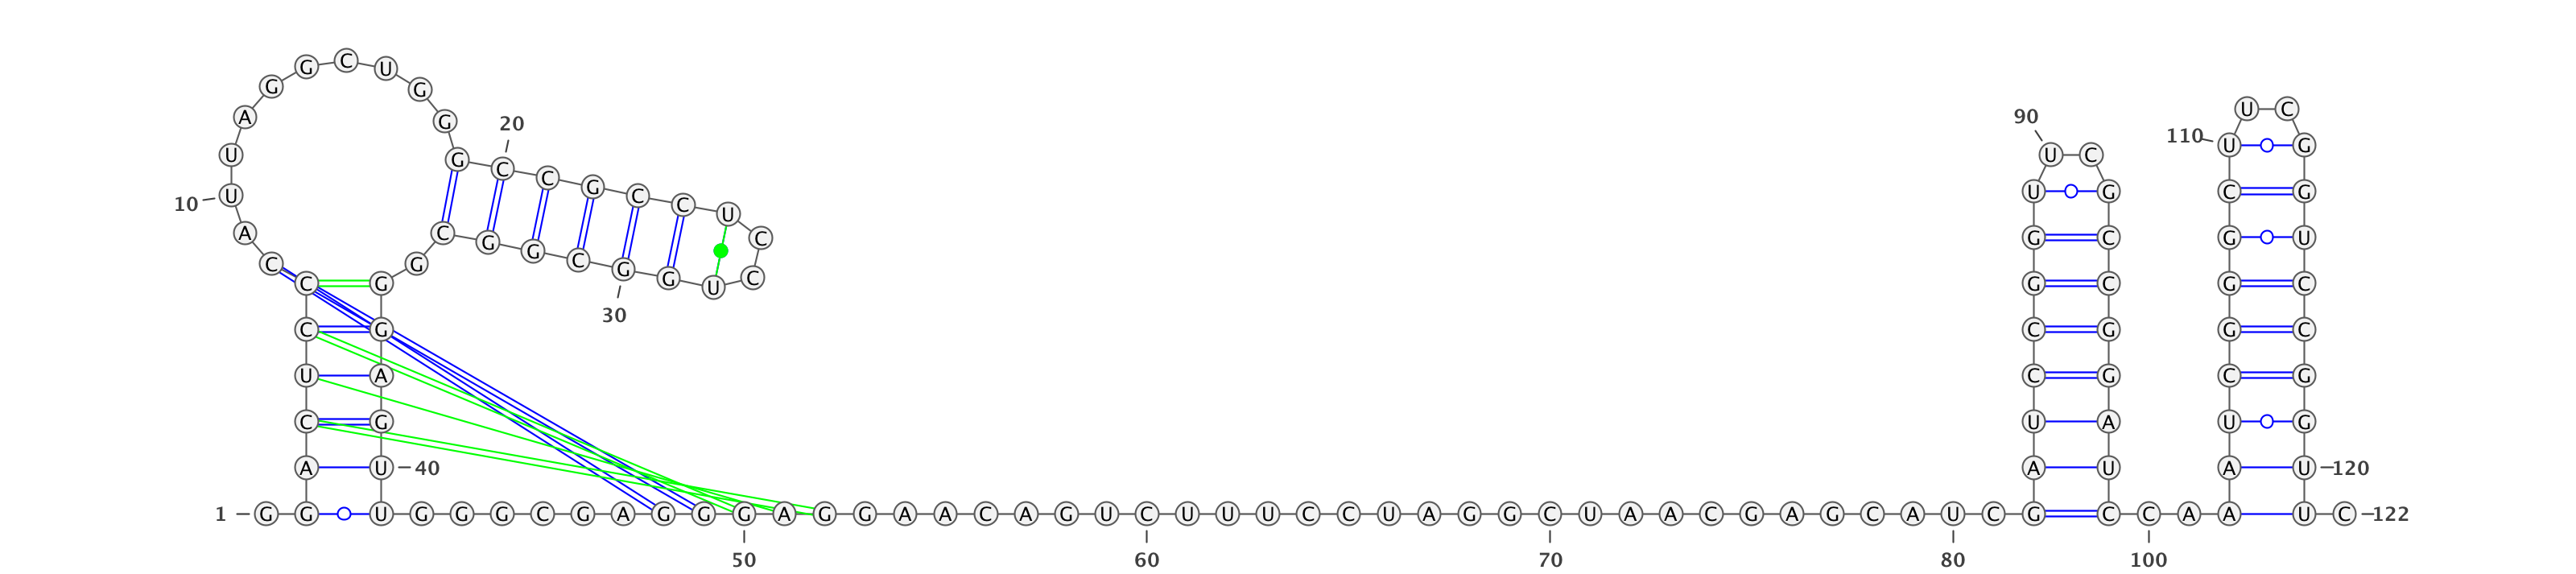 1
G G A C U C C C A U
10
U A G G C U G G G C
20
C G C C U C C U G G
30
C G G C G G G A G U
40
U G G G C G A G G G
50
A G G A A C A G U C
60
U U U C C U A G G C
70
U A A C G A G C A U
80
C G A U C C G G U U
90
C G C C G G A U C C
100
A A A U C G G G C U
110
U C G G U C C G G U
120
U C
122